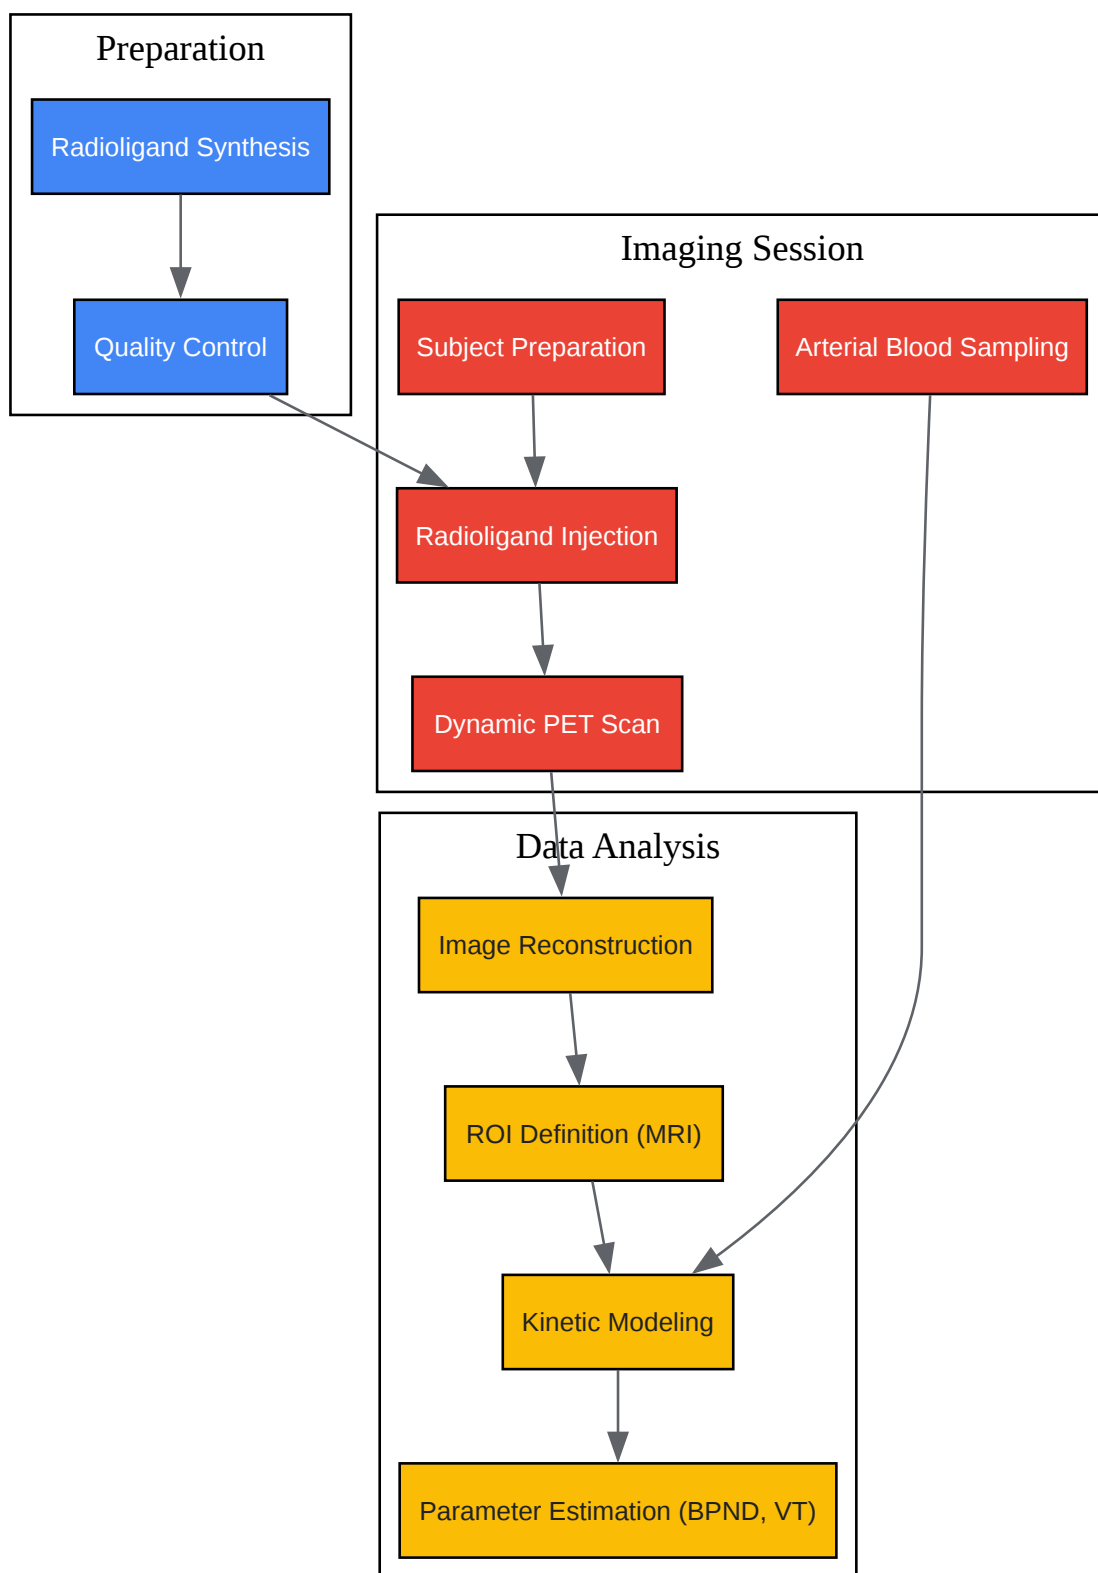 Preparation
Radioligand Synthesis
Quality Control
Imaging Session
Subject Preparation
Arterial Blood Sampling
Radioligand Injection
Dynamic PET Scan
Data Analysis
Image Reconstruction
ROI Definition (MRI)
Kinetic Modeling
Parameter Estimation (BPND, VT)